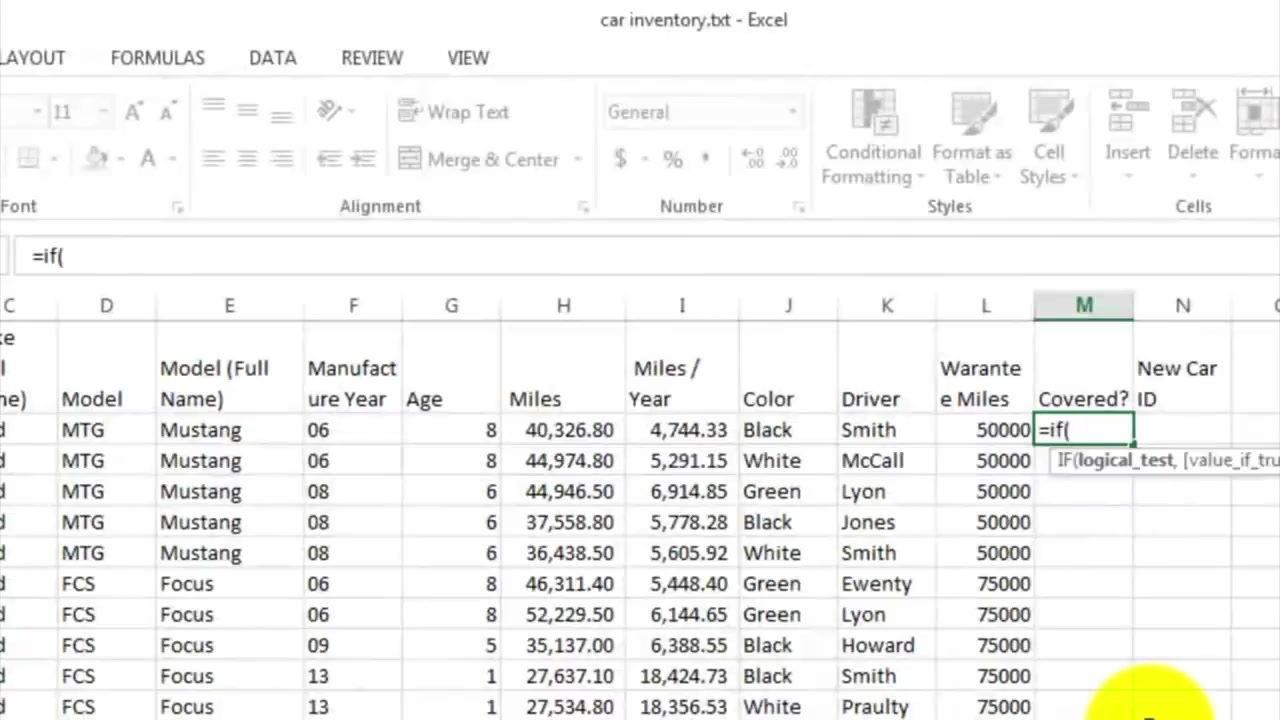 car inventory.txt - Excel
LAYOUT FORMULAS DATA REVIEW VIEW
11 A A Wrap Text General
A Merge & Center $ % , Conditional Formatting Format as Table Cell Styles Insert Delete Forma
Font Alignment Number Styles Cells
=if(
C D E F G H I J K L M N
ke
l Model (Full Manufact Miles / Warante New Car
ne) Model Name) ure Year Age Miles Year Color Driver e Miles Covered? ID
d MTG Mustang 06 8 40,326.80 4,744.33 Black Smith 50000 =if(
d MTG Mustang 06 8 44,974.80 5,291.15 White McCall 50000 IF(logical_test, [value_if_tru
d MTG Mustang 08 6 44,946.50 6,914.85 Green Lyon 50000
d MTG Mustang 08 6 37,558.80 5,778.28 Black Jones 50000
d MTG Mustang 08 6 36,438.50 5,605.92 White Smith 50000
d FCS Focus 06 8 46,311.40 5,448.40 Green Ewenty 75000
d FCS Focus 06 8 52,229.50 6,144.65 Green Lyon 75000
d FCS Focus 09 5 35,137.00 6,388.55 Black Howard 75000
d FCS Focus 13 1 27,637.10 18,424.73 Black Smith 75000
d FCS Focus 13 1 27,534.80 18,356.53 White Praulty 75000